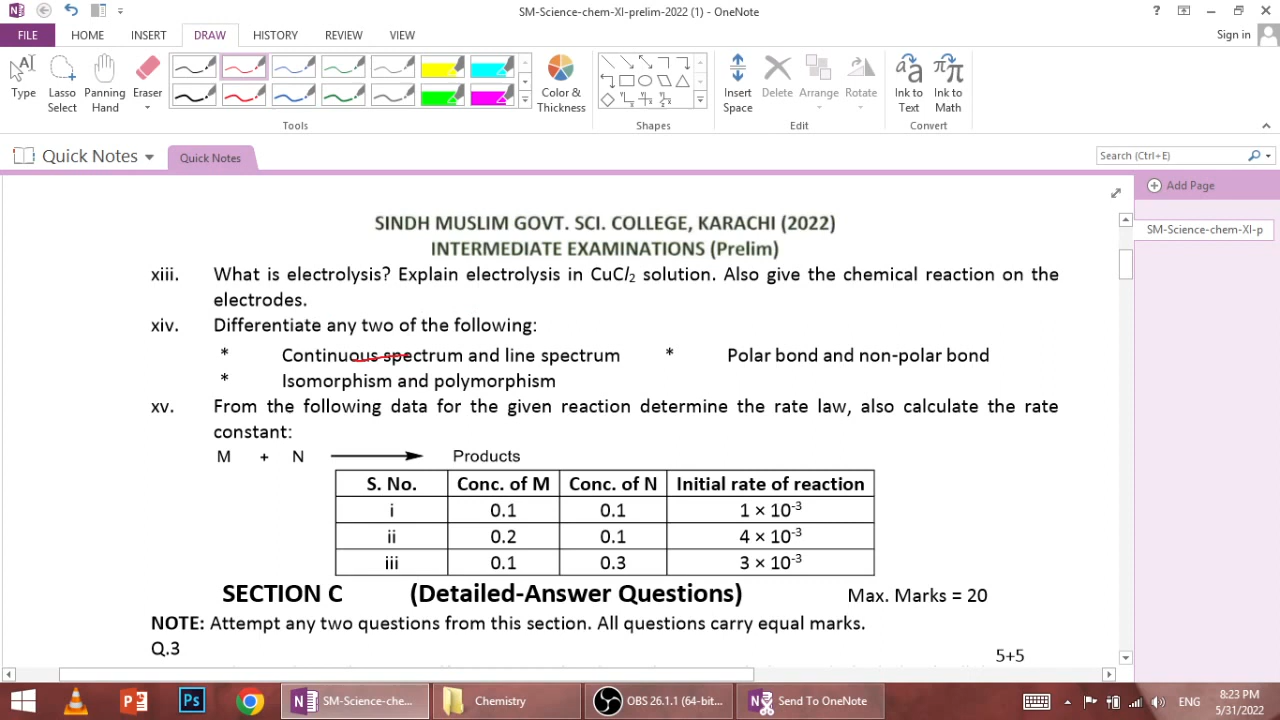 SM-Science-chem-XI-prelim-2022 (1) - OneNote
?
FILE HOME INSERT DRAW HISTORY REVIEW VIEW
Sign in
Type
Lasso Select
Panning Hand
Eraser
Color & Thickness
Insert Space
Delete
Arrange
Rotate
Ink to Text
Ink to Math
Tools
Shapes
Edit
Convert
Quick Notes
Quick Notes
Search (Ctrl+E)
Add Page
SM-Science-chem-XI-p
SINDH MUSLIM GOVT. SCI. COLLEGE, KARACHI (2022)
INTERMEDIATE EXAMINATIONS (Prelim)
xiii. What is electrolysis? Explain electrolysis in CuCl₂ solution. Also give the chemical reaction on the
electrodes.
xiv. Differentiate any two of the following:
* Continuous spectrum and line spectrum * Polar bond and non-polar bond
* Isomorphism and polymorphism
xv. From the following data for the given reaction determine the rate law, also calculate the rate
constant:
M + N ⟶ Products
S. No. Conc. of M Conc. of N Initial rate of reaction
i 0.1 0.1 1 × 10⁻³
ii 0.2 0.1 4 × 10⁻³
iii 0.1 0.3 3 × 10⁻³
SECTION C (Detailed-Answer Questions) Max. Marks = 20
NOTE: Attempt any two questions from this section. All questions carry equal marks.
Q.3
5+5
SM-Science-che...
Chemistry
OBS 26.1.1 (64-bit...
Send To OneNote
ENG
8:23 PM
5/31/2022